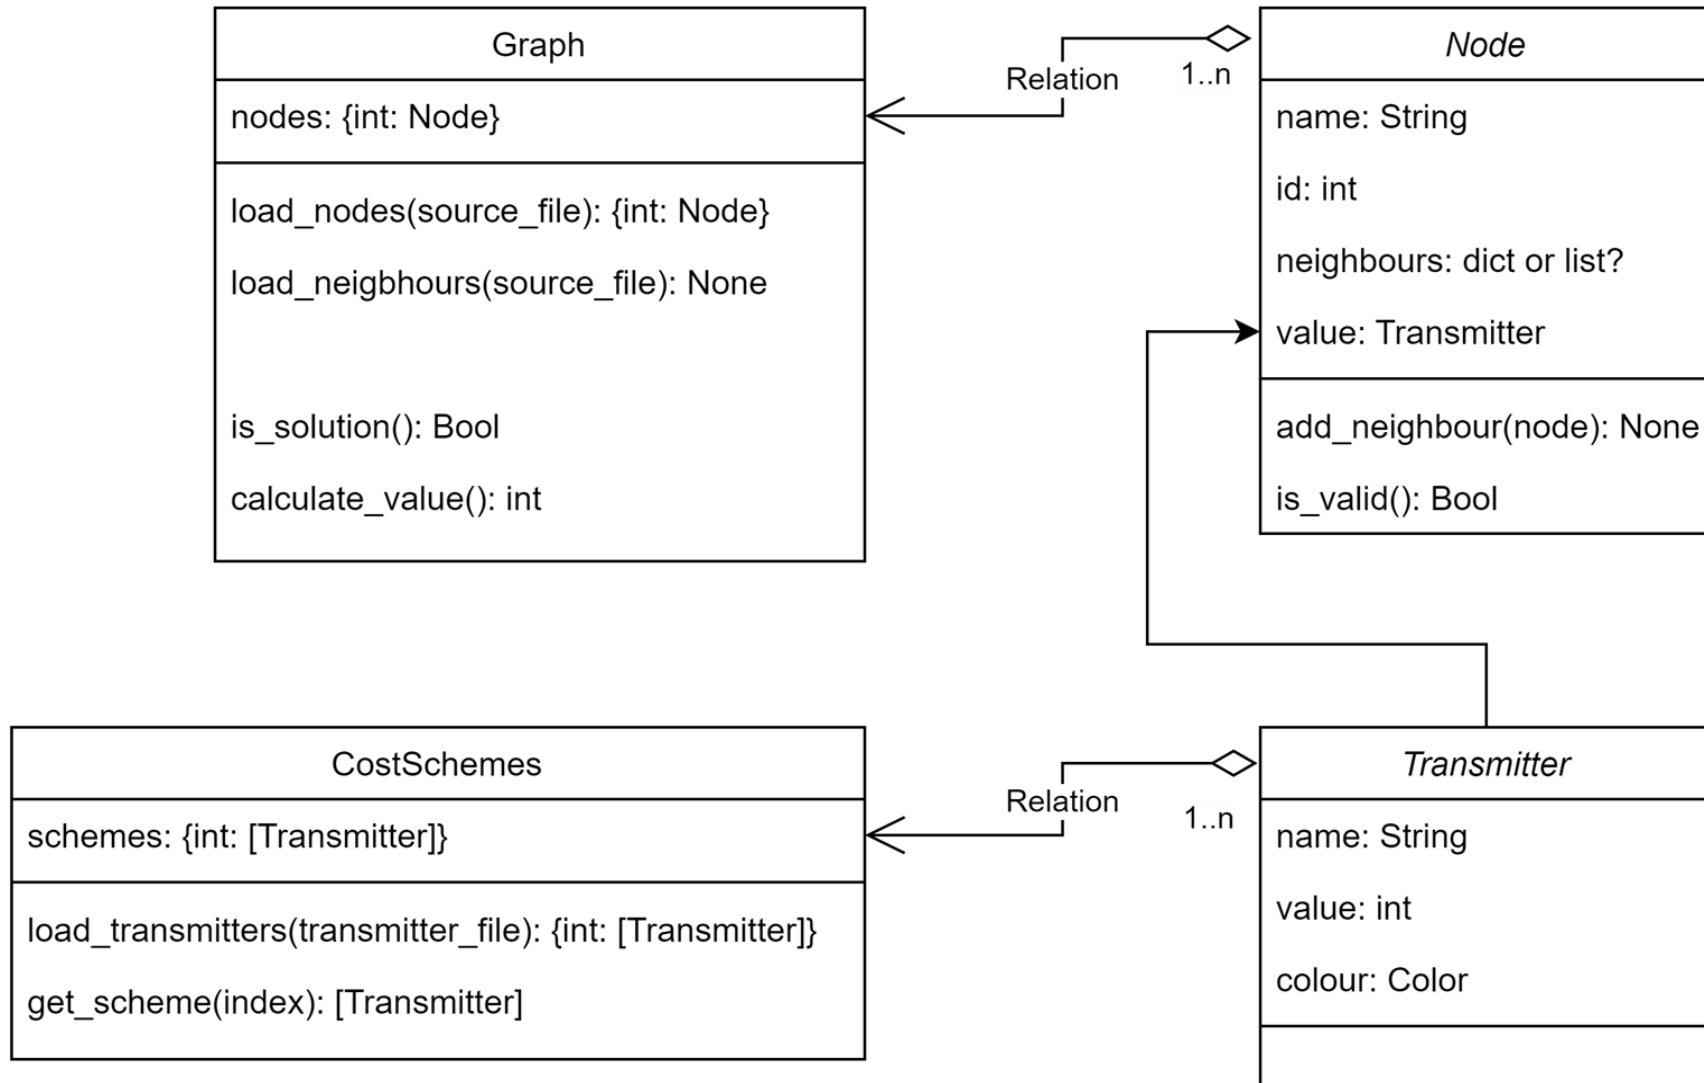 Graph
nodes: {int: Node}
load_nodes(source_file): {int: Node}
load_neigbhours(source_file): None
is_solution(): Bool
calculate_value(): int
Relation
1..n
Node
name: String
id: int
neighbours: dict or list?
value: Transmitter
add_neighbour(node): None
is_valid(): Bool
CostSchemes
schemes: {int: [Transmitter]}
load_transmitters(transmitter_file): {int: [Transmitter]}
get_scheme(index): [Transmitter]
Relation
1..n
Transmitter
name: String
value: int
colour: Color